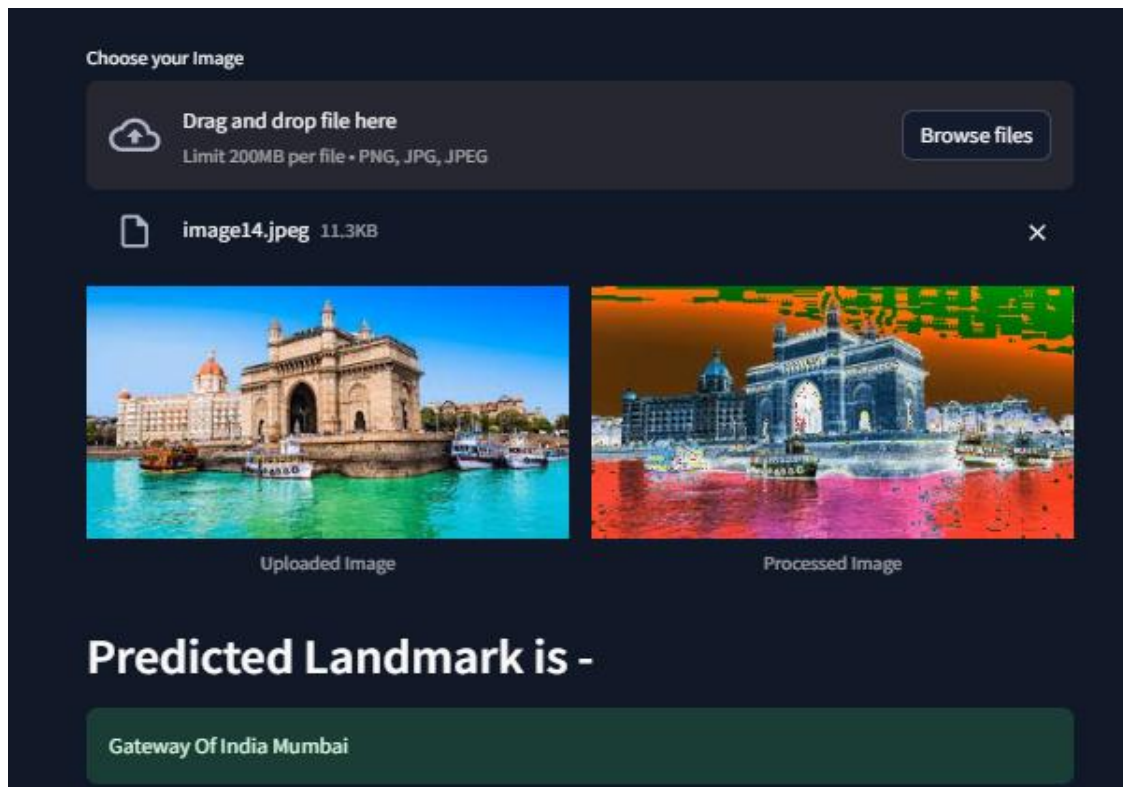 Choose your Image
Drag and drop file here
Limit 200MB per file • PNG, JPG, JPEG
Browse files
image14.jpeg 11.3KB
Uploaded Image
Processed Image
Predicted Landmark is -
Gateway Of India Mumbai